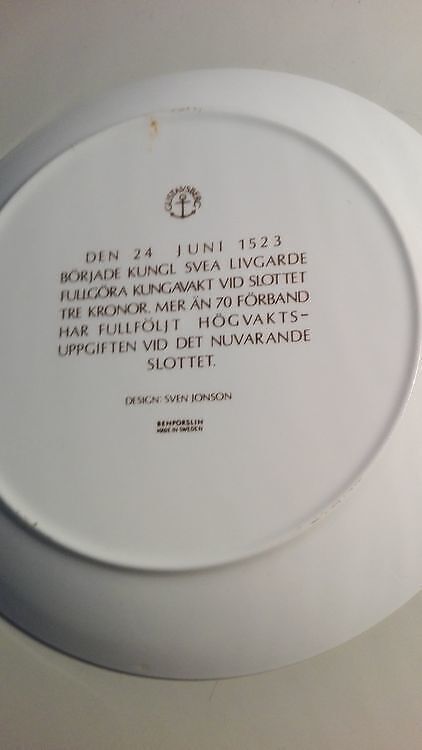 GUSTAVSBERG
DEN 24 JUNI 1523
BÖRJADE KUNGL SVEA LIVGARDE
FULLGÖRA KUNGAVAKT VID SLOTTET
TRE KRONOR. MER ÄN 70 FÖRBAND
HAR FULLFÖLJT HÖGVAKTS-
UPPGIFTEN VID DET NUVARANDE
SLOTTET.
DESIGN: SVEN JONSON
BENPORSLIN
MADE IN SWEDEN